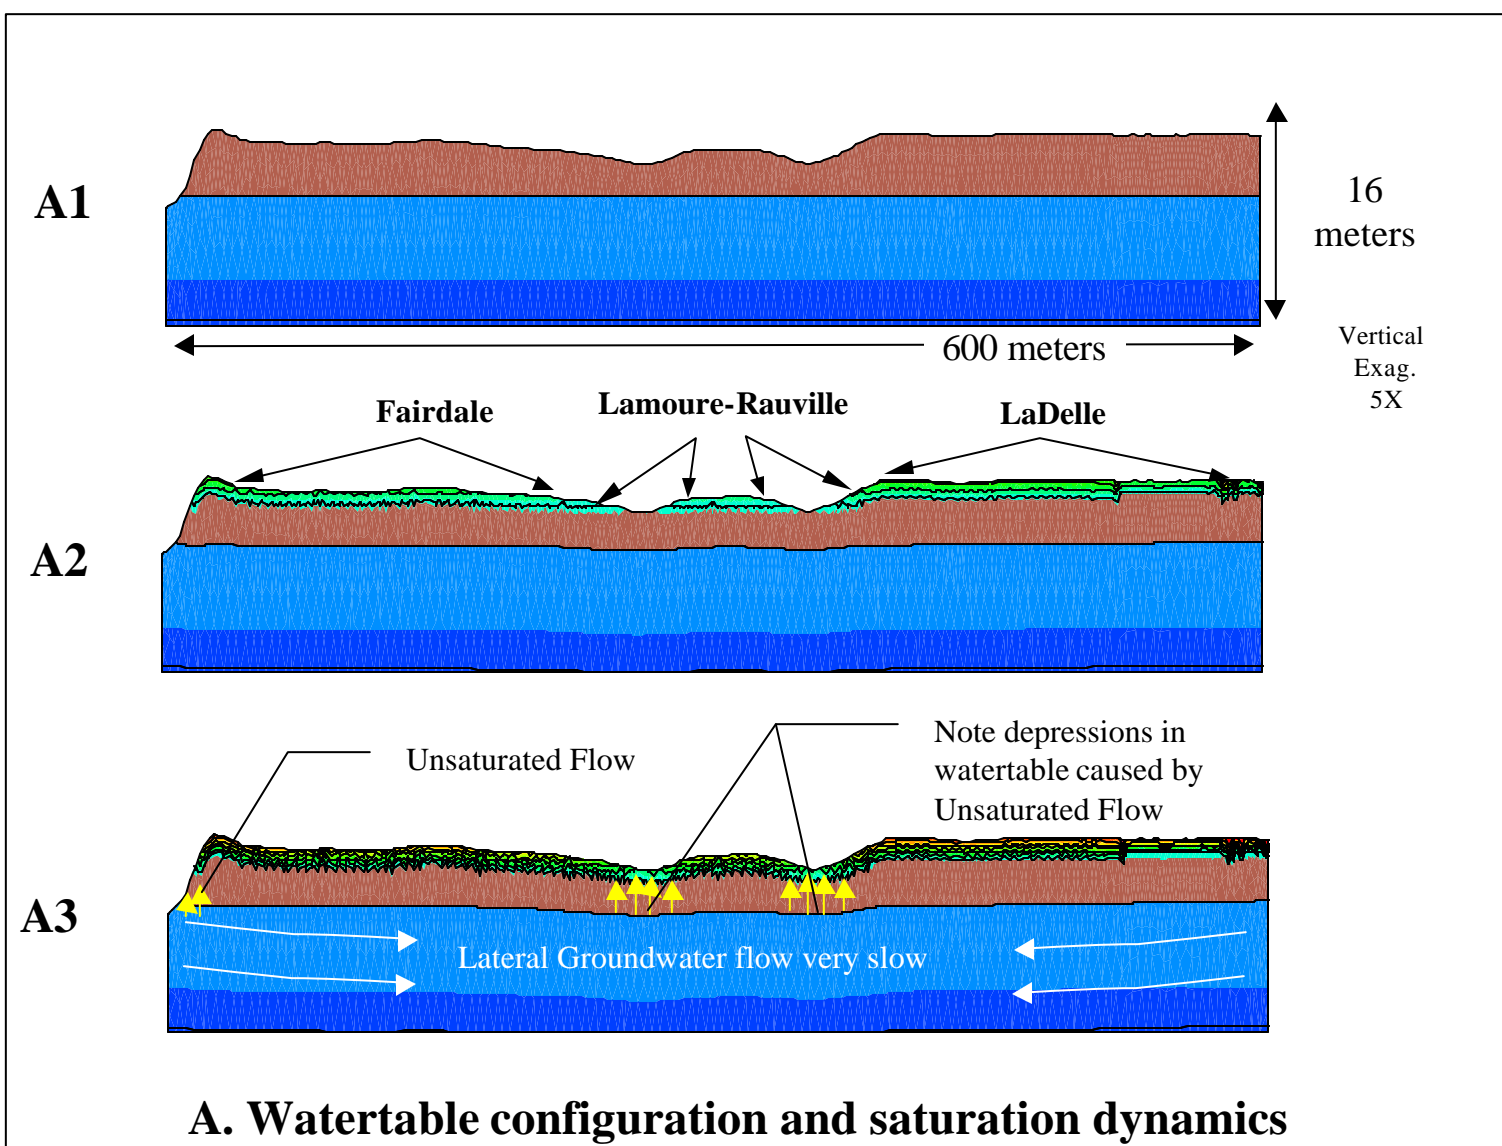 A1
16
meters
600 meters
Vertical
Exag.
5X
Fairdale
Lamoure-Rauville
LaDelle
A2
Unsaturated Flow
Note depressions in
watertable caused by
Unsaturated Flow
A3
Lateral Groundwater flow very slow
A. Watertable configuration and saturation dynamics